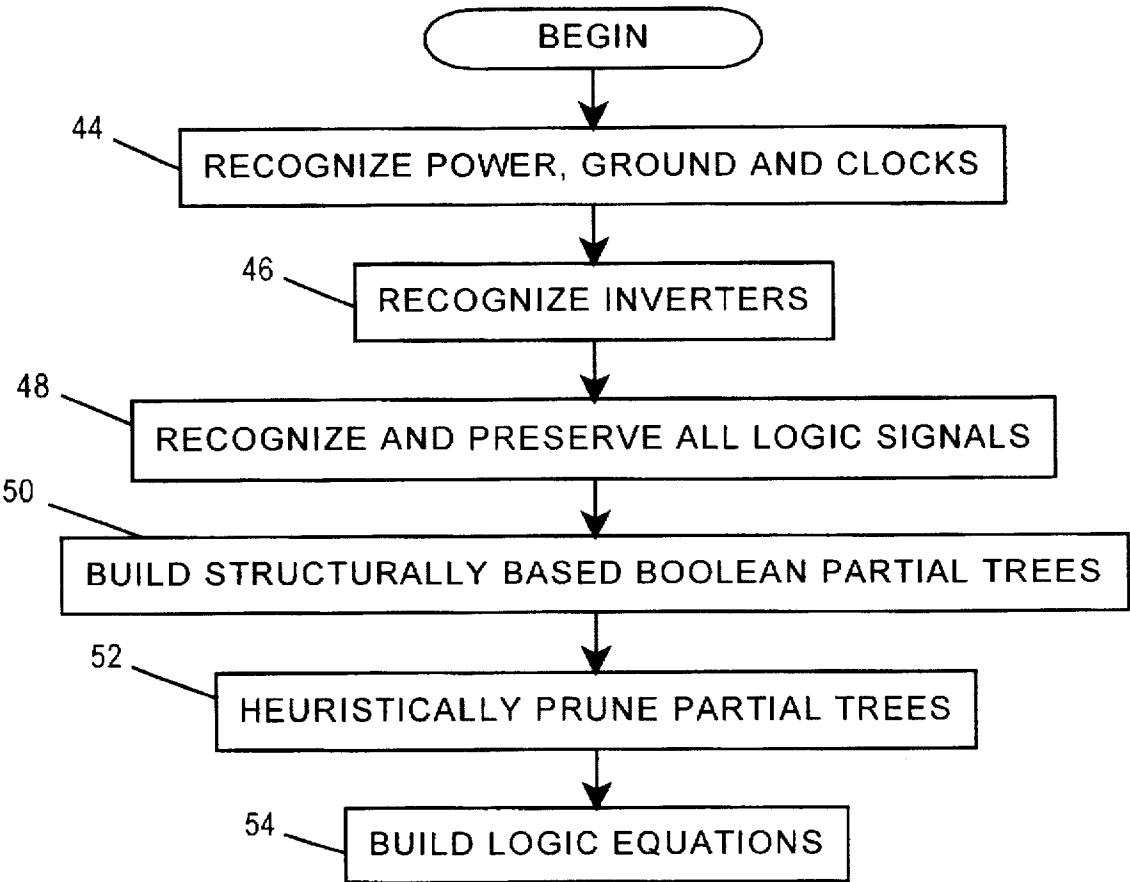 BEGIN
44
RECOGNIZE POWER, GROUND AND CLOCKS
46
RECOGNIZE INVERTERS
48
RECOGNIZE AND PRESERVE ALL LOGIC SIGNALS
50
BUILD STRUCTURALLY BASED BOOLEAN PARTIAL TREES
52
HEURISTICALLY PRUNE PARTIAL TREES
54
BUILD LOGIC EQUATIONS